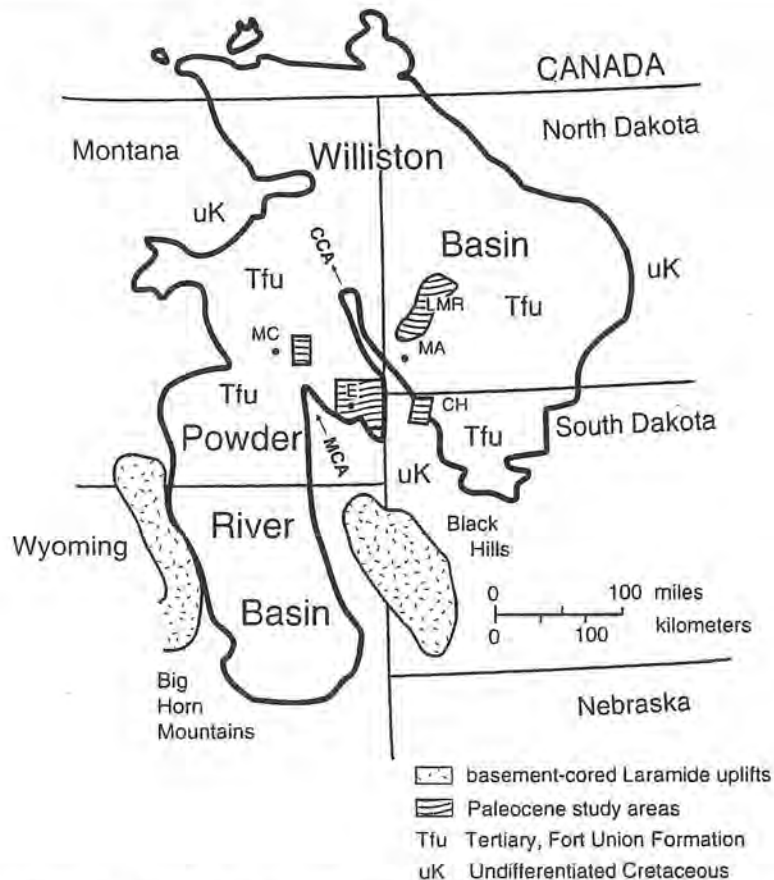 CANADA
North Dakota
Montana
Williston
uK
CCA
Basin
uK
Tfu
LMR
Tfu
MC
MA
Tfu
E
CH
Powder
MCA
Tfu
South Dakota
uK
River
Wyoming
Black
Hills
Basin
0 100 miles
0 100 kilometers
Big
Horn
Mountains
Nebraska
basement-cored Laramide uplifts
Paleocene study areas
Tfu Tertiary, Fort Union Formation
uK Undifferentiated Cretaceous